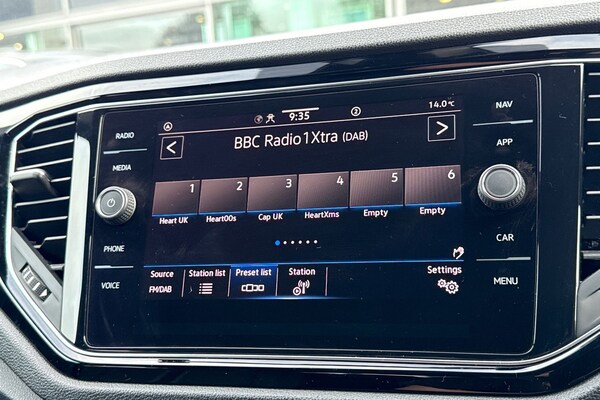 RADIO
MEDIA
PHONE
VOICE
NAV
APP
CAR
MENU
9:35
2
14.0°C
BBC Radio 1Xtra (DAB)
<
>
1 2 3 4 5 6
Heart UK Heart00s Cap UK HeartXms Empty Empty
Source Station list Preset list Station Settings
FM/DAB